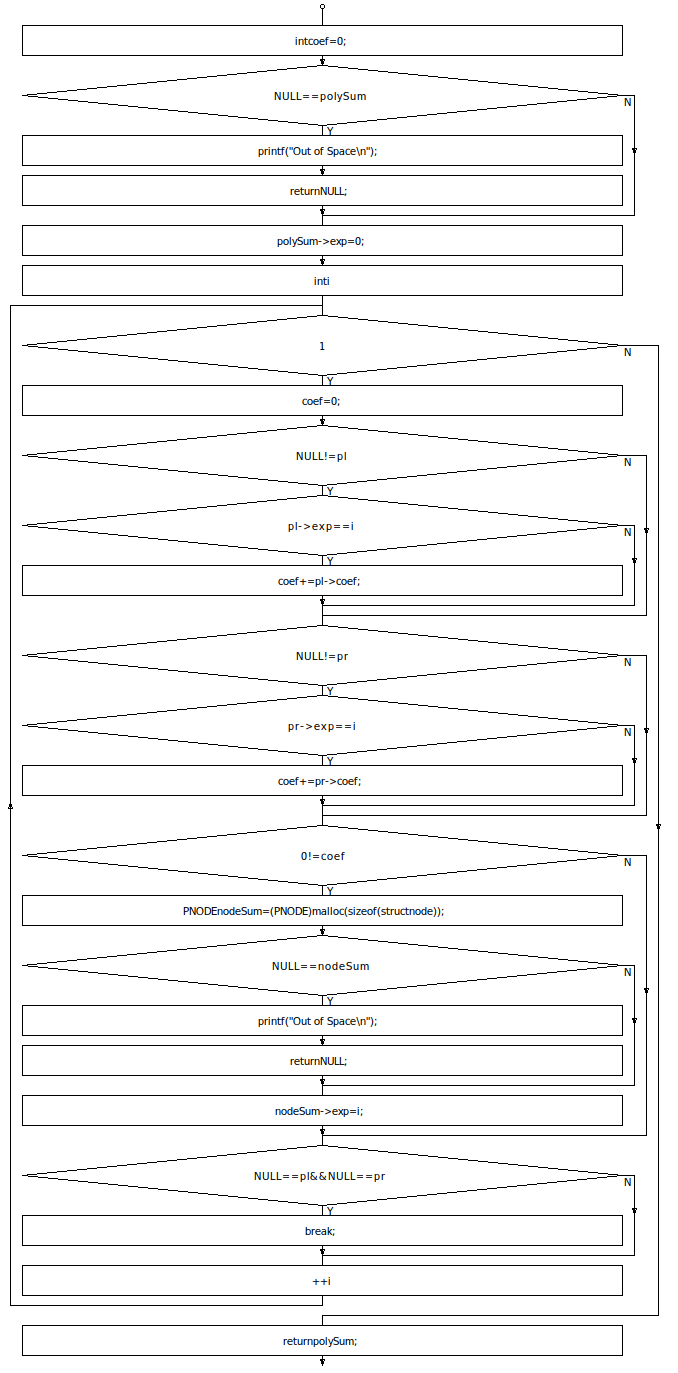 intcoef=0;
NULL==polySum
N
Y
printf("Out of Space\n");
returnNULL;
polySum->exp=0;
inti
1
N
Y
coef=0;
NULL!=pl
N
Y
pl->exp==i
N
Y
coef+=pl->coef;
NULL!=pr
N
Y
pr->exp==i
N
Y
coef+=pr->coef;
0!=coef
N
Y
PNODEnodeSum=(PNODE)malloc(sizeof(structnode));
NULL==nodeSum
N
Y
printf("Out of Space\n");
returnNULL;
nodeSum->exp=i;
NULL==pl&&NULL==pr
N
Y
break;
++i
returnpolySum;